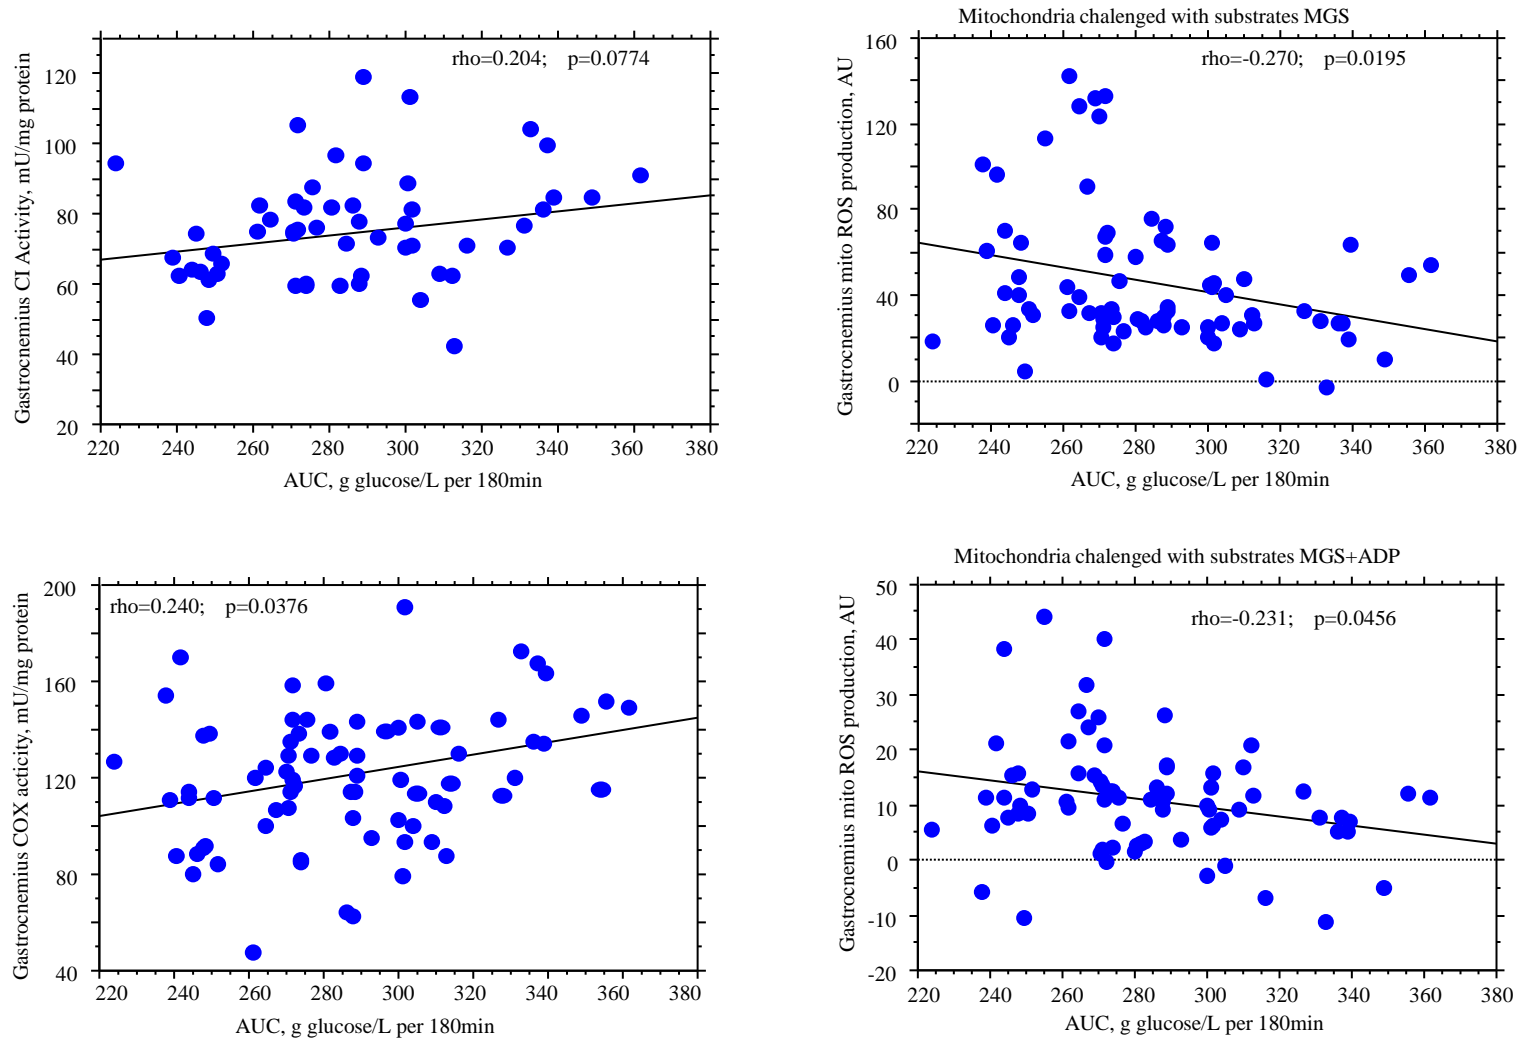 rho=0.204; p=0.0774
Gastrocnemius CI Activity, mU/mg protein
120
100
80
60
40
20
220 240 260 280 300 320 340 360 380
AUC, g glucose/L per 180min
Mitochondria chalenged with substrates MGS
rho=-0.270; p=0.0195
Gastrocnemius mito ROS production, AU
160
120
80
40
0
220 240 260 280 300 320 340 360 380
AUC, g glucose/L per 180min
rho=0.240; p=0.0376
Gastrocnemius COX acticity, mU/mg protein
200
160
120
80
40
220 240 260 280 300 320 340 360 380
AUC, g glucose/L per 180min
Mitochondria chalenged with substrates MGS+ADP
rho=-0.231; p=0.0456
Gastrocnemius mito ROS production, AU
50
40
30
20
10
0
-10
-20
220 240 260 280 300 320 340 360 380
AUC, g glucose/L per 180min